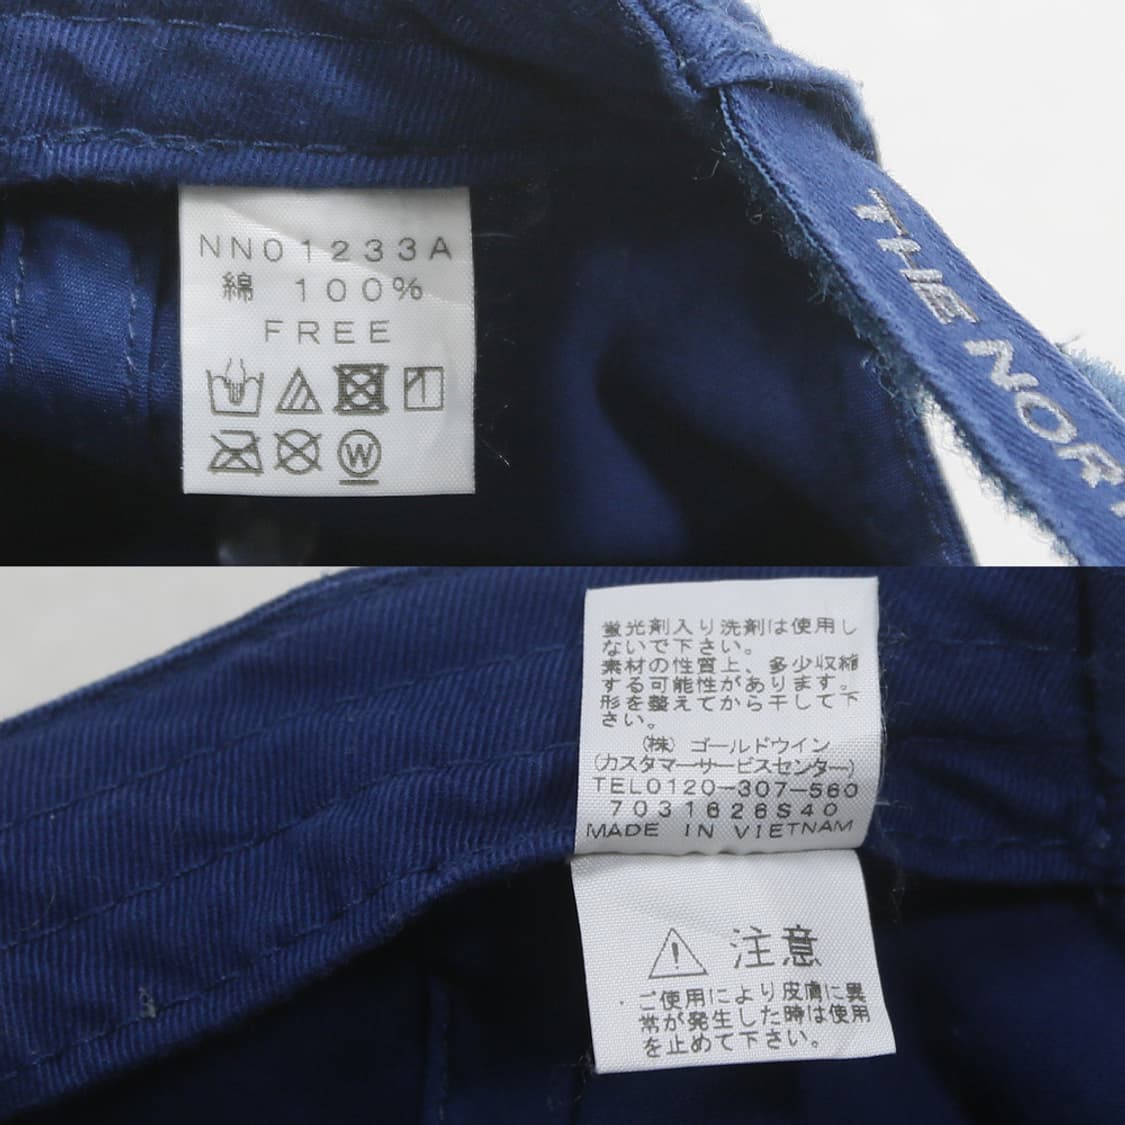 NN01233A
綿 100%
FREE
W
THE NOR
蛍光剤入り洗剤は使用し
ないで下さい。
素材の性質上、多少収縮
する可能性があります。
形を整えてから干して下
さい。
(株) ゴールドウイン
(カスタマーサービスセンター)
TEL0120-307-560
7031626S40
MADE IN VIETNAM
注意
・ご使用により皮膚に異
常が発生した時は使用
を止めて下さい。